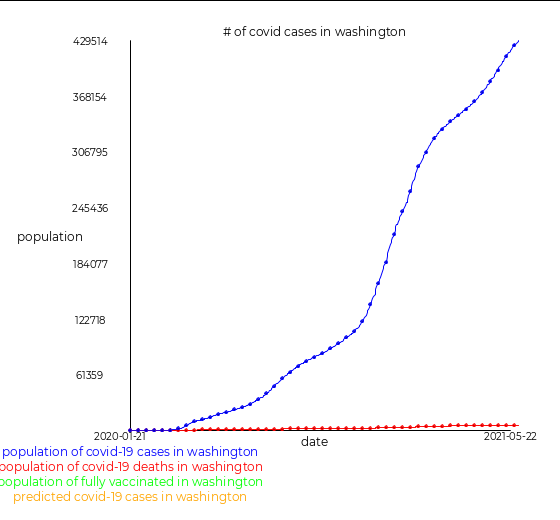 # of covid cases in washington
429514
368154
306795
245436
population
184077
122718
61359
2020-01-21
date
2021-05-22
population of covid-19 cases in washington
population of covid-19 deaths in washington
population of fully vaccinated in washington
predicted covid-19 cases in washington